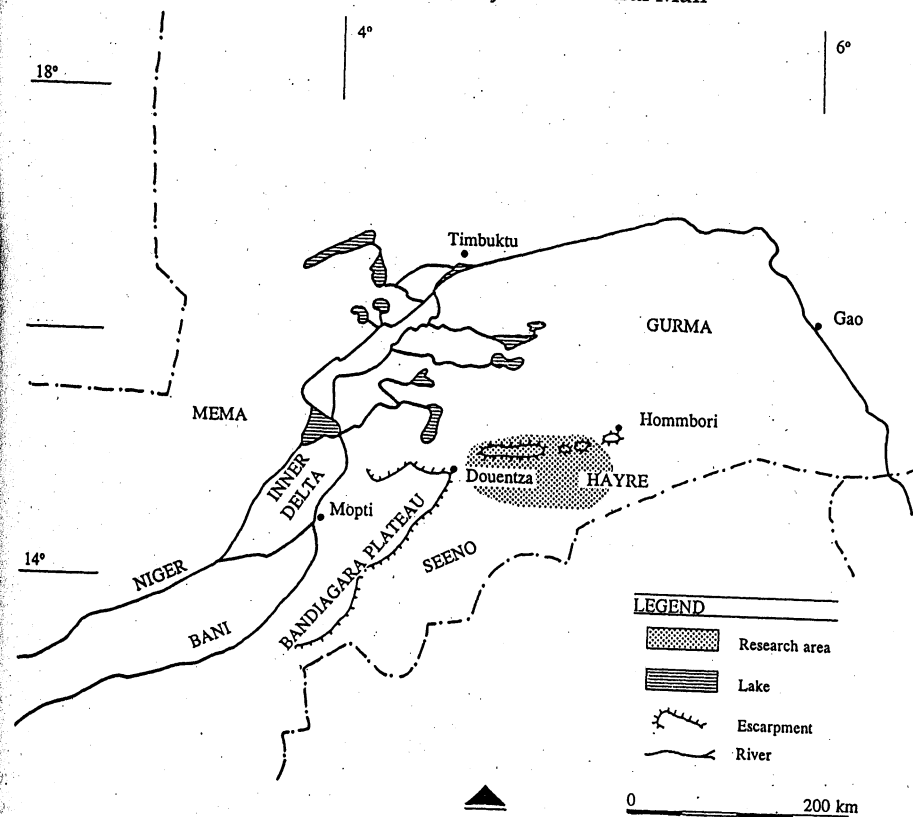 4°
6°
18°
Timbuktu
GURMA
Gao
MEMA
Hommbori
INNER
DELTA
Douentza
HAYRE
Mopti
BANDIAGARA PLATEAU
SEENO
14°
NIGER
BANI
LEGEND
Research area
Lake
Escarpment
River
0 200 km